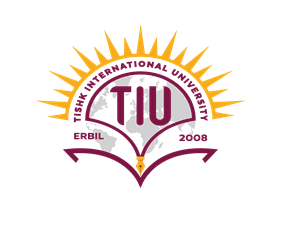 TISHK INTERNATIONAL UNIVERSITY
TIU
ERBIL 2008